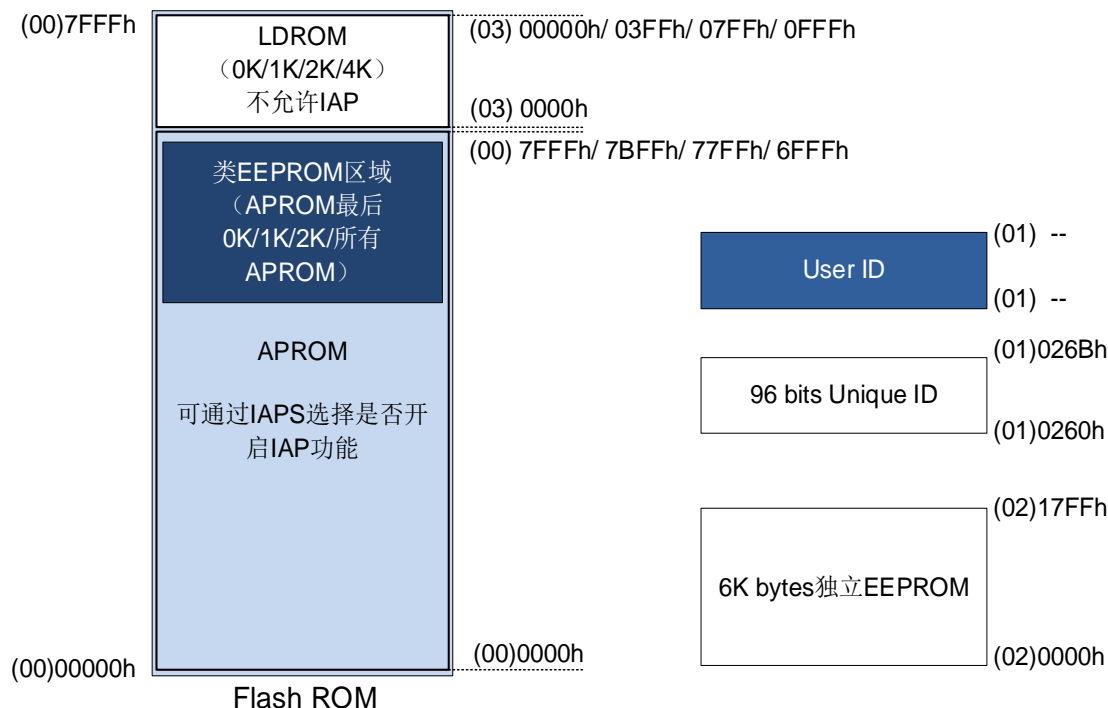 (00)7FFFh
LDROM
（0K/1K/2K/4K）
不允许IAP
(03) 00000h/ 03FFh/ 07FFh/ 0FFFh
(03) 0000h
(00) 7FFFh/ 7BFFh/ 77FFh/ 6FFFh
类EEPROM区域
（APROM最后
0K/1K/2K/所有
APROM）
APROM
可通过IAPS选择是否开
启IAP功能
(00)00000h
(00)0000h
Flash ROM
(01) --
User ID
(01) --
(01)026Bh
96 bits Unique ID
(01)0260h
(02)17FFh
6K bytes独立EEPROM
(02)0000h